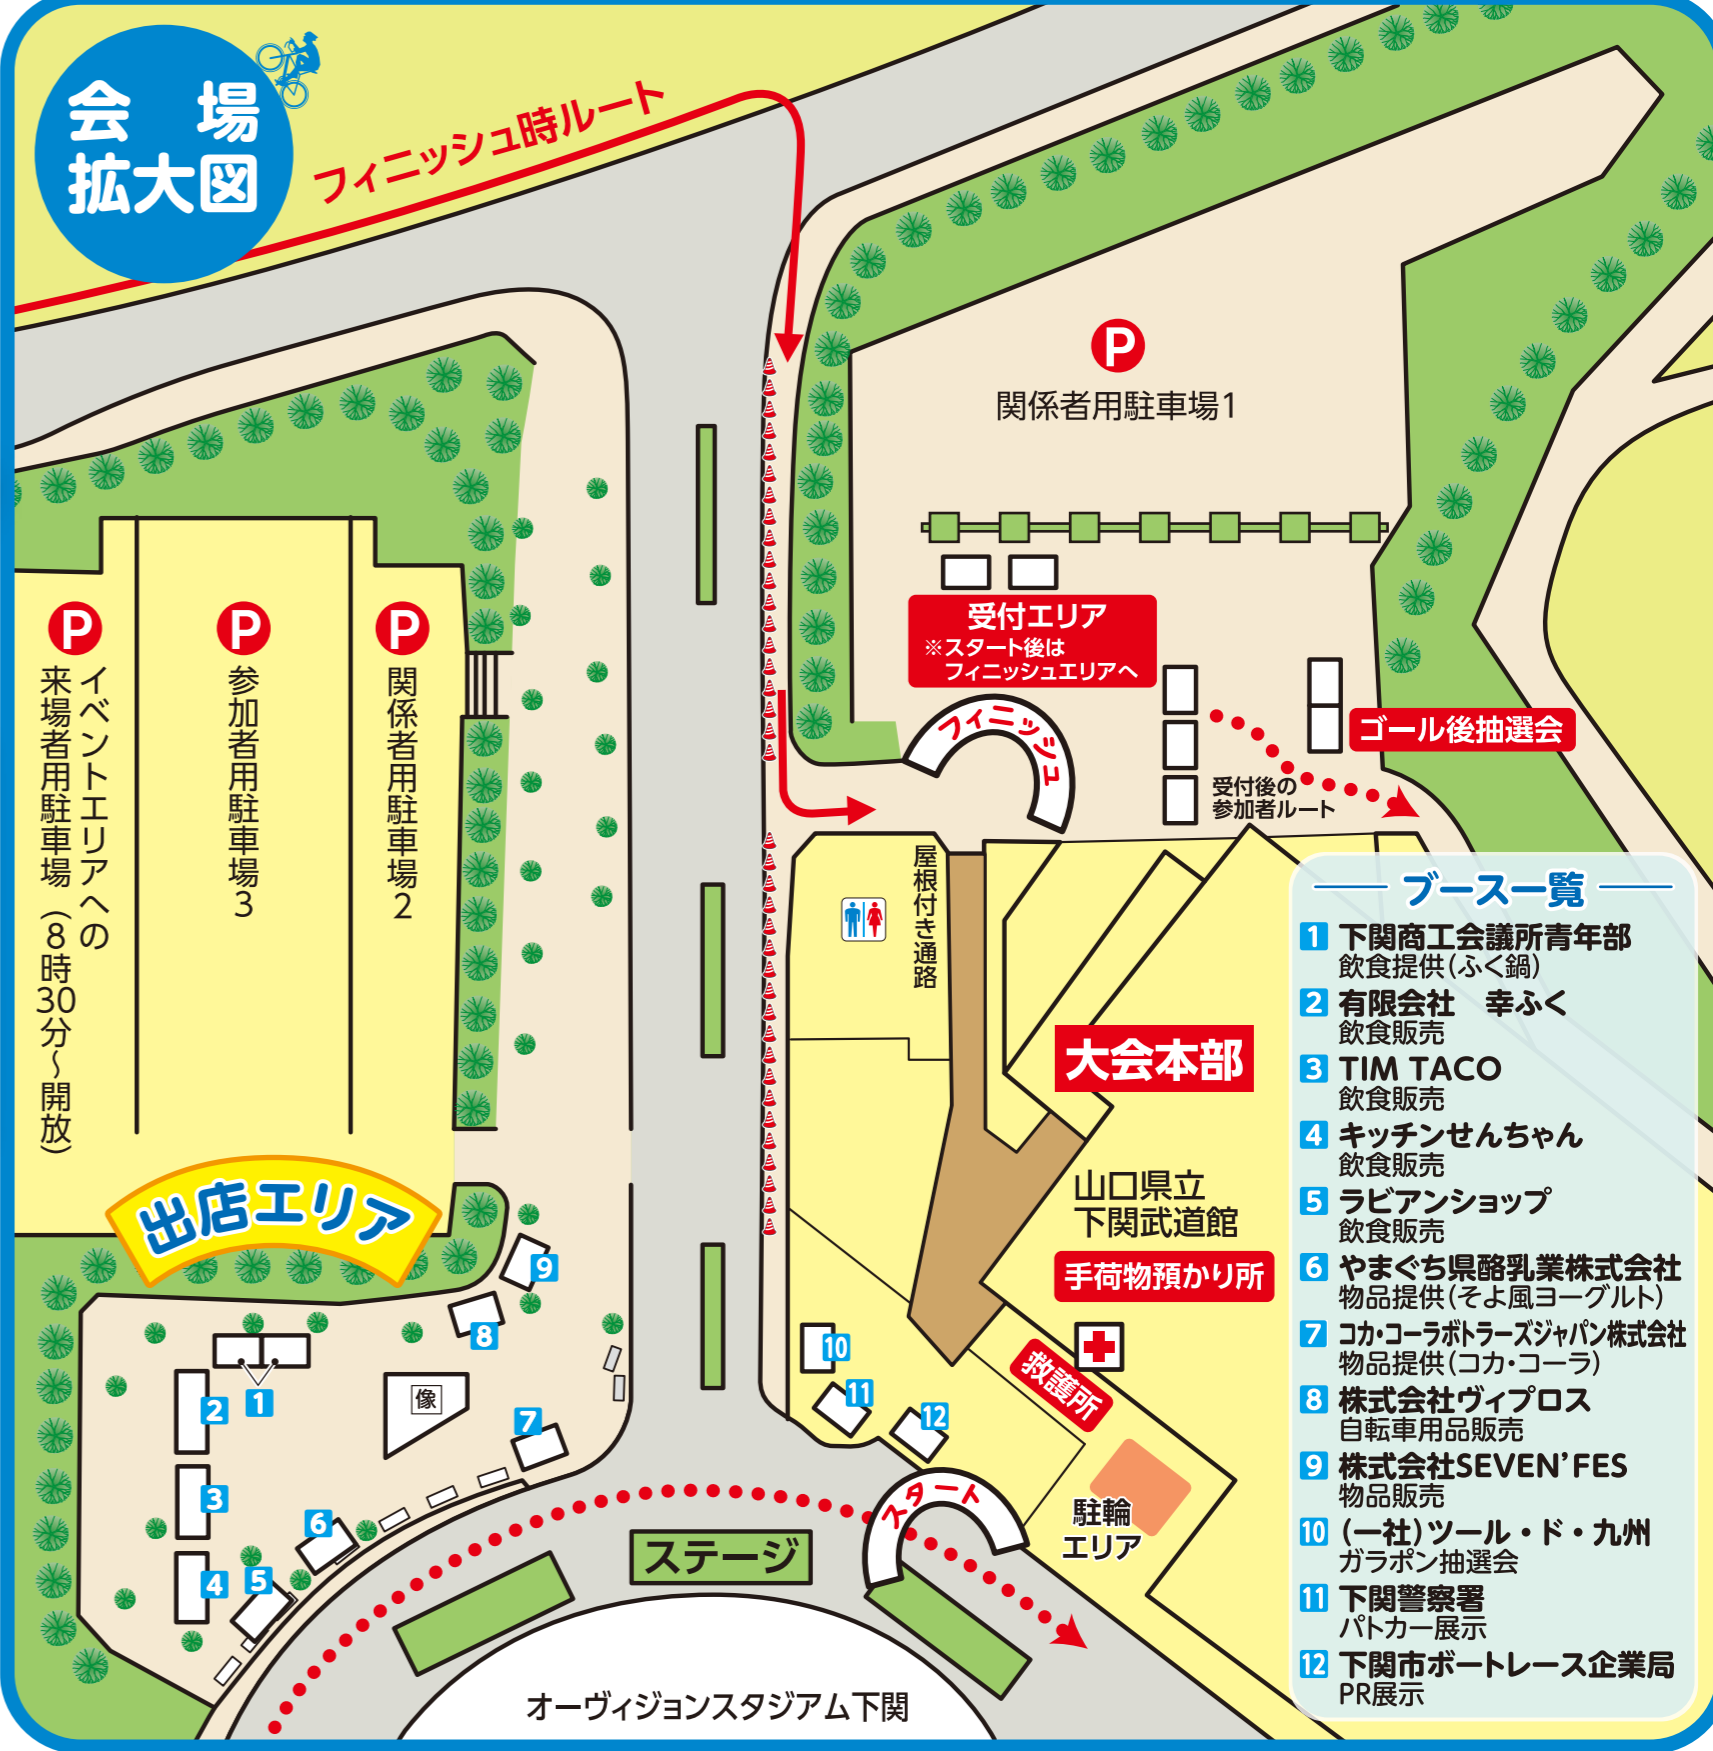 会　場
拡大図
フィニッシュ時ルート
P
関係者用駐車場1
受付エリア
※スタート後は
フィニッシュエリアへ
フィニッシュ
ゴール後抽選会
受付後の
参加者ルート
P
イベントエリアへの
来場者用駐車場（8時30分～開放）
P
参加者用駐車場3
P
関係者用駐車場2
屋根付き通路
大会本部
山口県立
下関武道館
手荷物預かり所
救護所
駐輪
エリア
出店エリア
像
1
2
3
4
5
6
7
8
9
10
11
12
スタート
ステージ
オーヴィジョンスタジアム下関
ブース一覧
1 下関商工会議所青年部
飲食提供(ふく鍋)
2 有限会社　幸ふく
飲食販売
3 TIM TACO
飲食販売
4 キッチンせんちゃん
飲食販売
5 ラビアンショップ
飲食販売
6 やまぐち県酪乳業株式会社
物品提供(そよ風ヨーグルト)
7 コカ・コーラボトラーズジャパン株式会社
物品提供(コカ・コーラ)
8 株式会社ヴィプロス
自転車用品販売
9 株式会社SEVEN'FES
物品販売
10 (一社)ツール・ド・九州
ガラポン抽選会
11 下関警察署
パトカー展示
12 下関市ボートレース企業局
PR展示